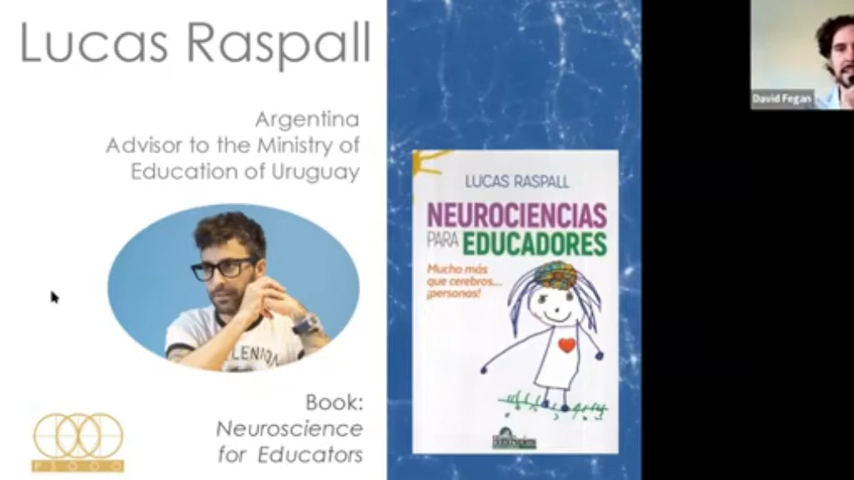 Lucas Raspall
Argentina
Advisor to the Ministry of
Education of Uruguay
Book:
Neuroscience
for Educators
LUCAS RASPALL
NEUROCIENCIAS
PARA EDUCADORES
Mucho más
que cerebros...
¡personas!
David Fegan